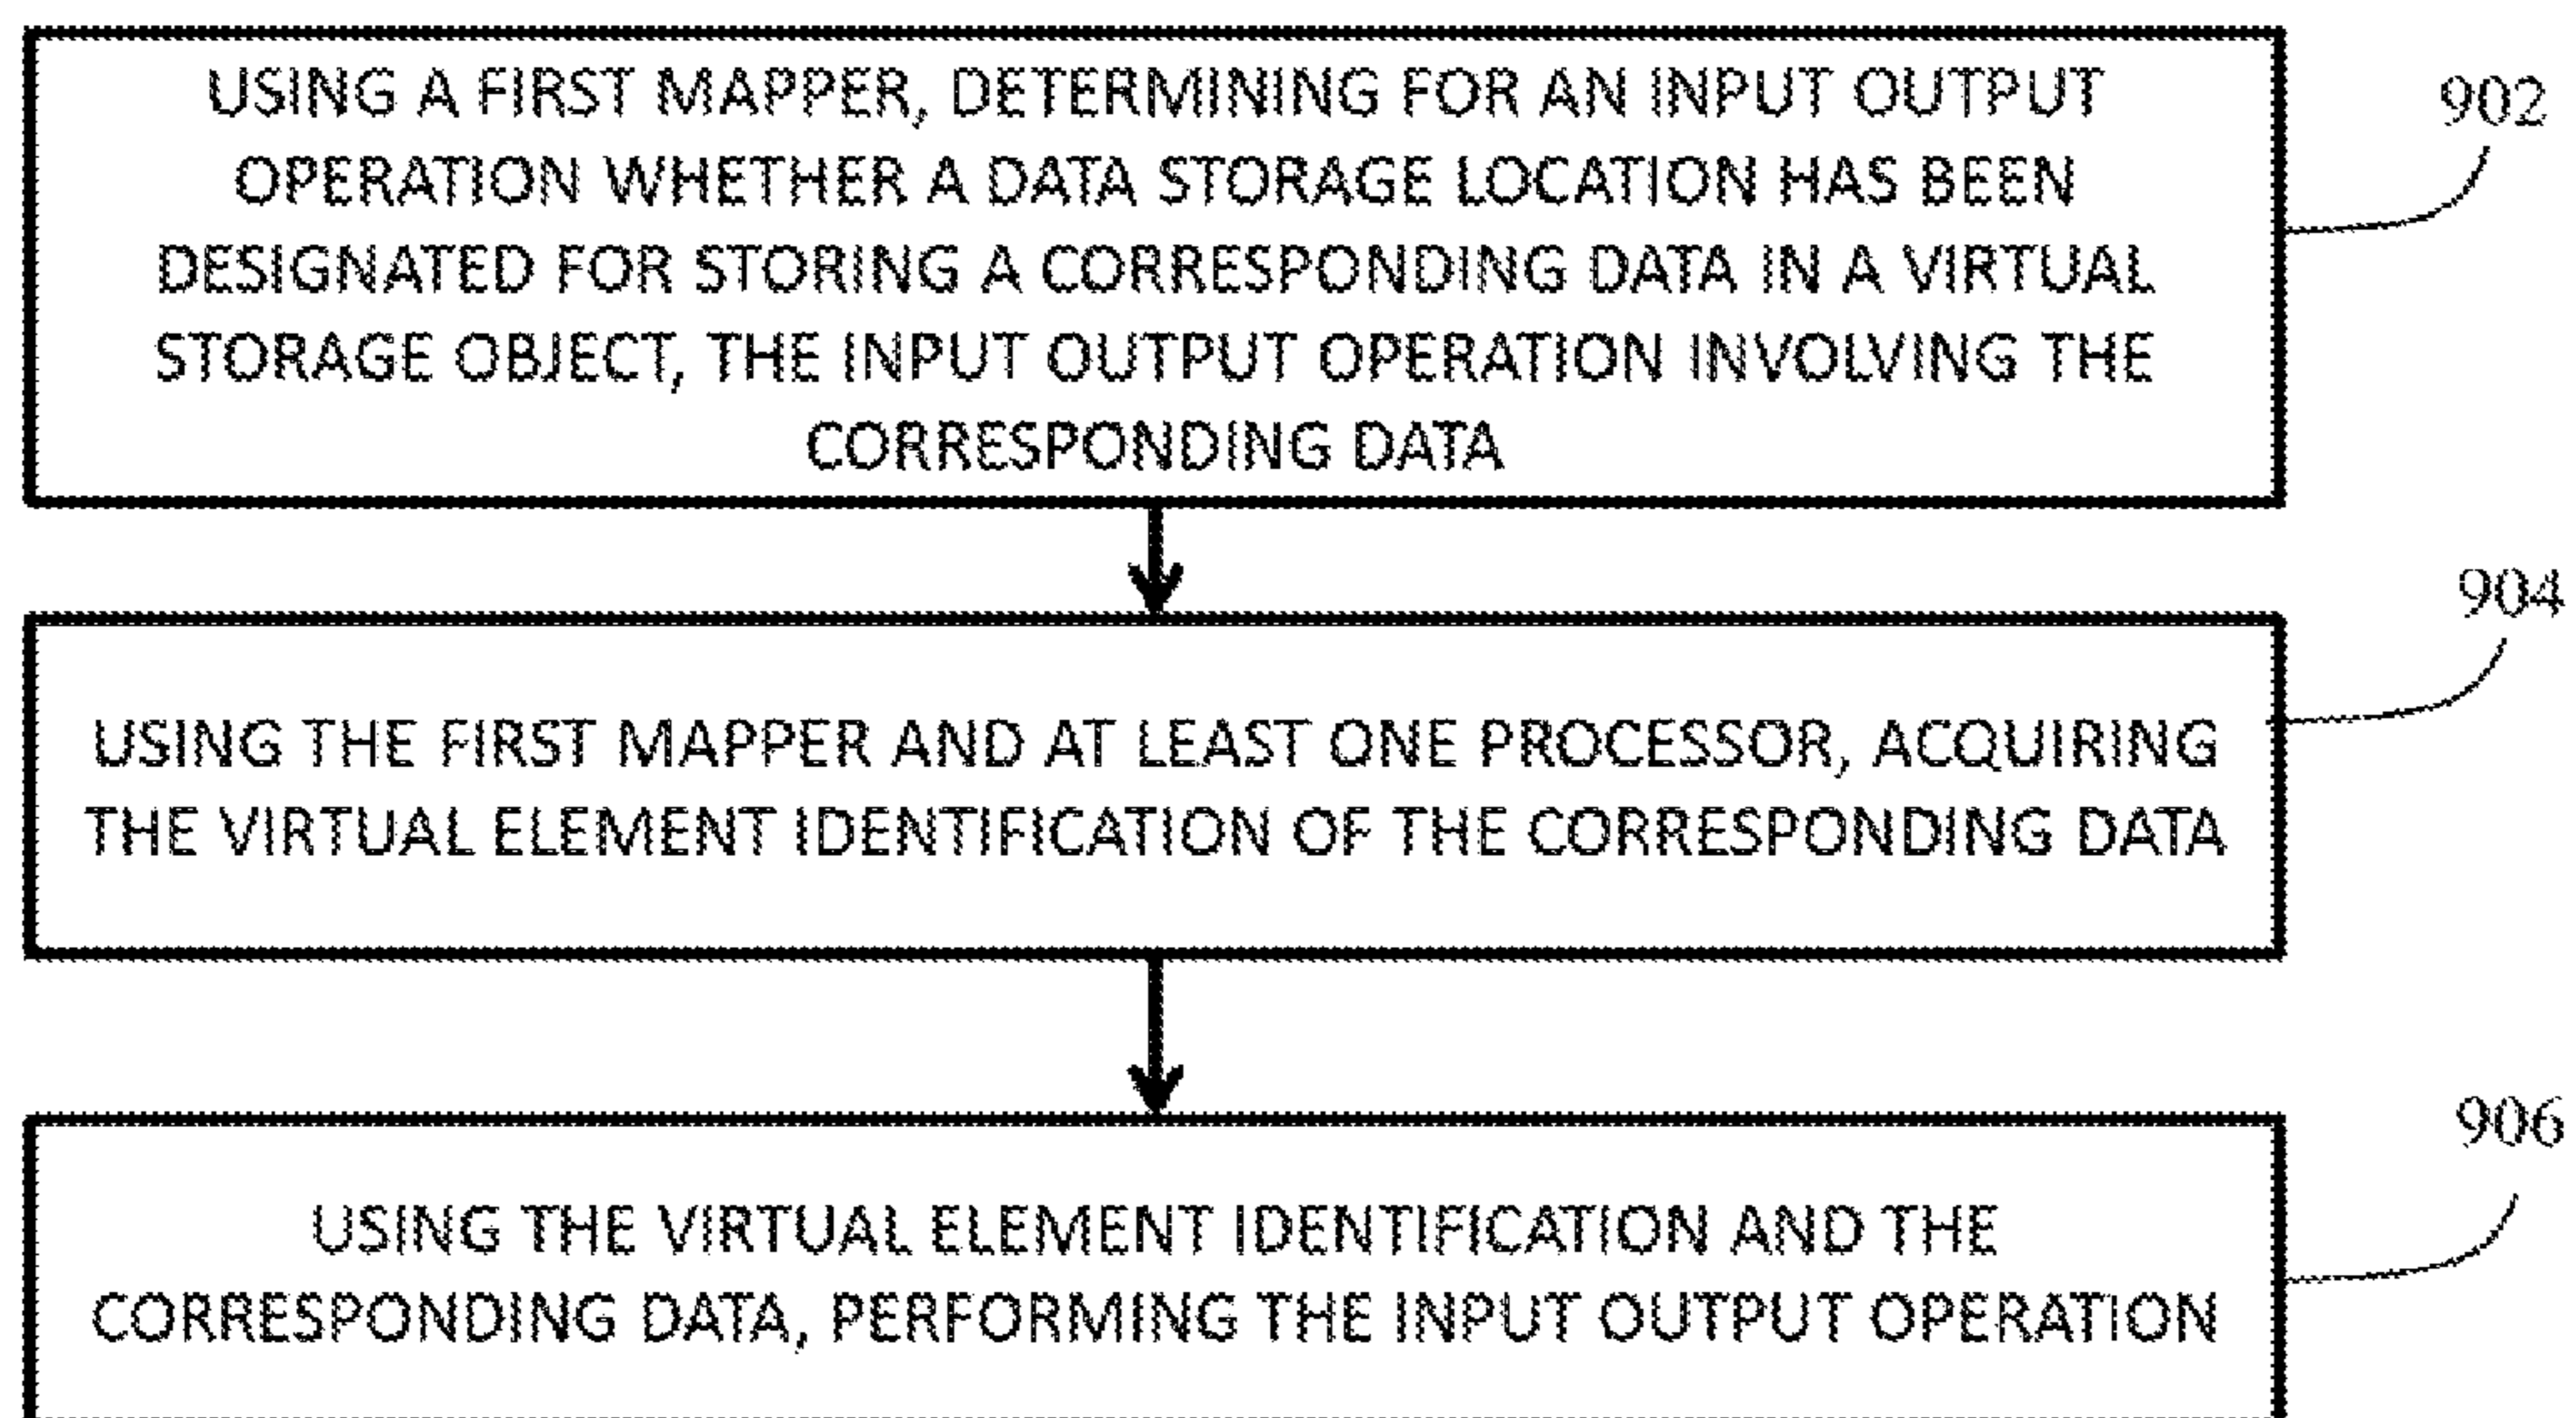 USING A FIRST MAPPER, DETERMINING FOR AN INPUT OUTPUT
OPERATION WHETHER A DATA STORAGE LOCATION HAS BEEN
DESIGNATED FOR STORING A CORRESPONDING DATA IN A VIRTUAL
STORAGE OBJECT, THE INPUT OUTPUT OPERATION INVOLVING THE
CORRESPONDING DATA
902
USING THE FIRST MAPPER AND AT LEAST ONE PROCESSOR, ACQUIRING
THE VIRTUAL ELEMENT IDENTIFICATION OF THE CORRESPONDING DATA
904
USING THE VIRTUAL ELEMENT IDENTIFICATION AND THE
CORRESPONDING DATA, PERFORMING THE INPUT OUTPUT OPERATION
906